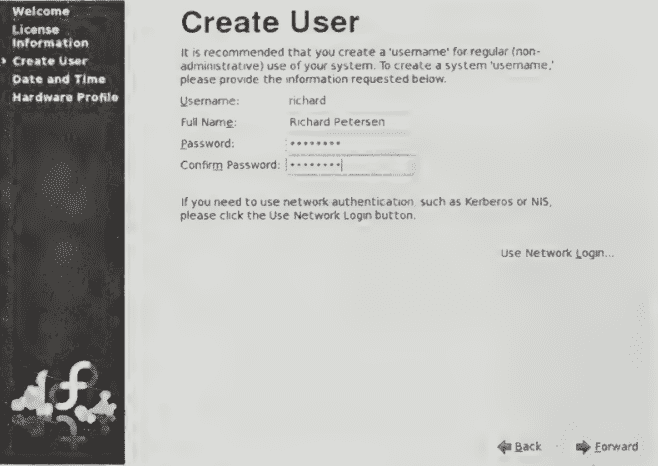 Welcome
License
Information
Create User
Date and Time
Hardware Profile
Create User
It is recommended that you create a 'username' for regular (non-
administrative) use of your system. To create a system 'username,'
please provide the information requested below.
Username: richard
Full Name: Richard Petersen
Password: ••••••••
Confirm Password: ••••••••
If you need to use network authentication, such as Kerberos or NIS,
please click the Use Network Login button.
Use Network Login...
Back Forward